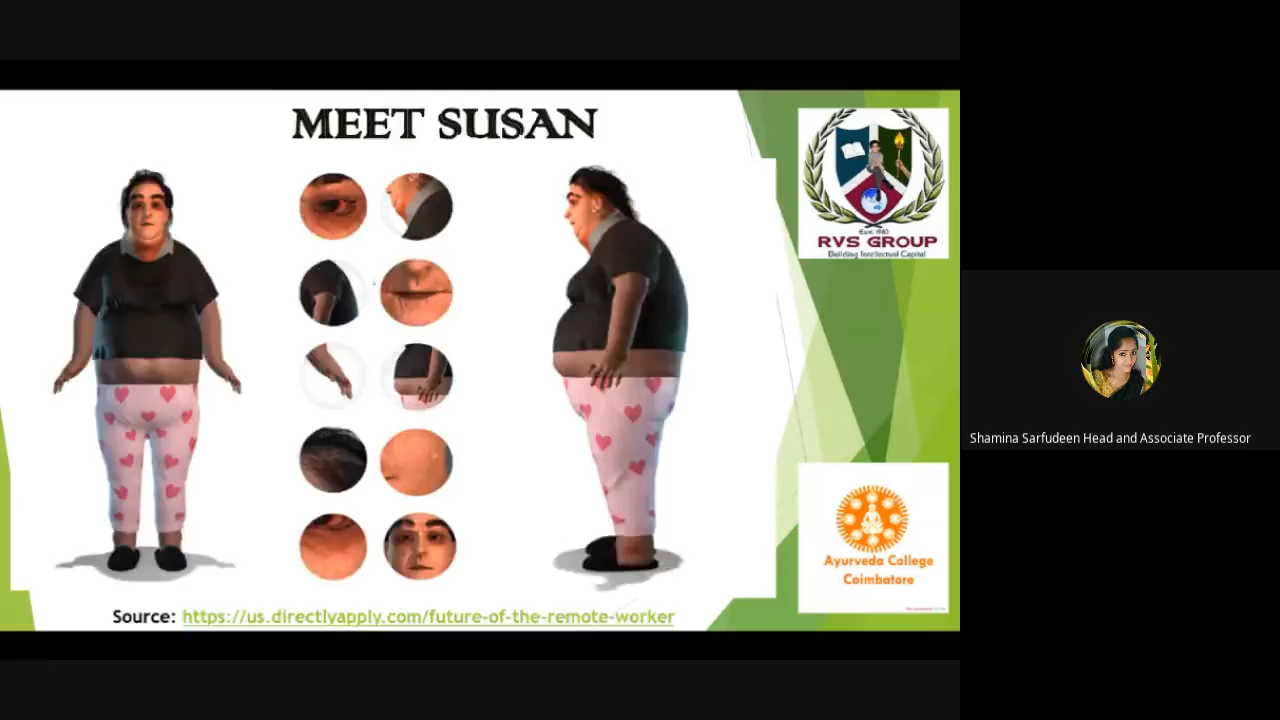 MEET SUSAN
Estd. 1983
RVS GROUP
Building Intellectual Capital
Ayurveda College
Coimbatore
Source: https://us.directlyapply.com/future-of-the-remote-worker
Shamina Sarfudeen Head and Associate Professor